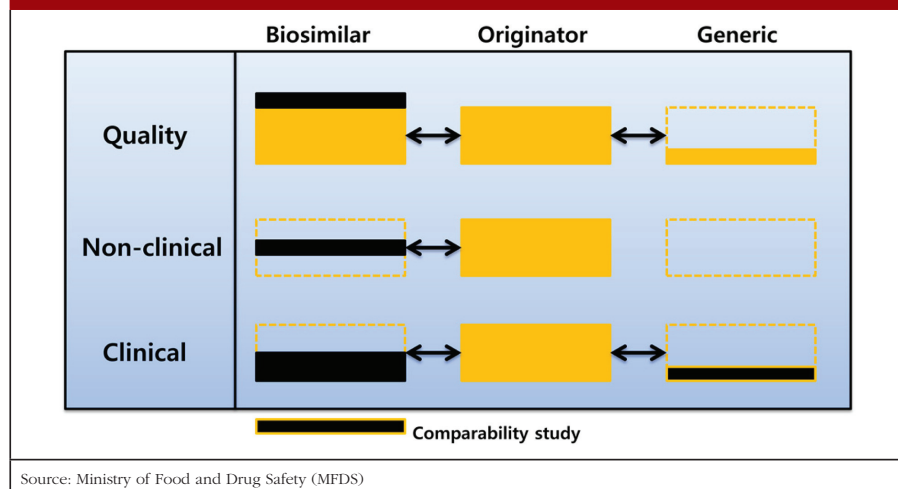 Biosimilar Originator Generic
Quality
Non-clinical
Clinical
Comparability study
Source: Ministry of Food and Drug Safety (MFDS)